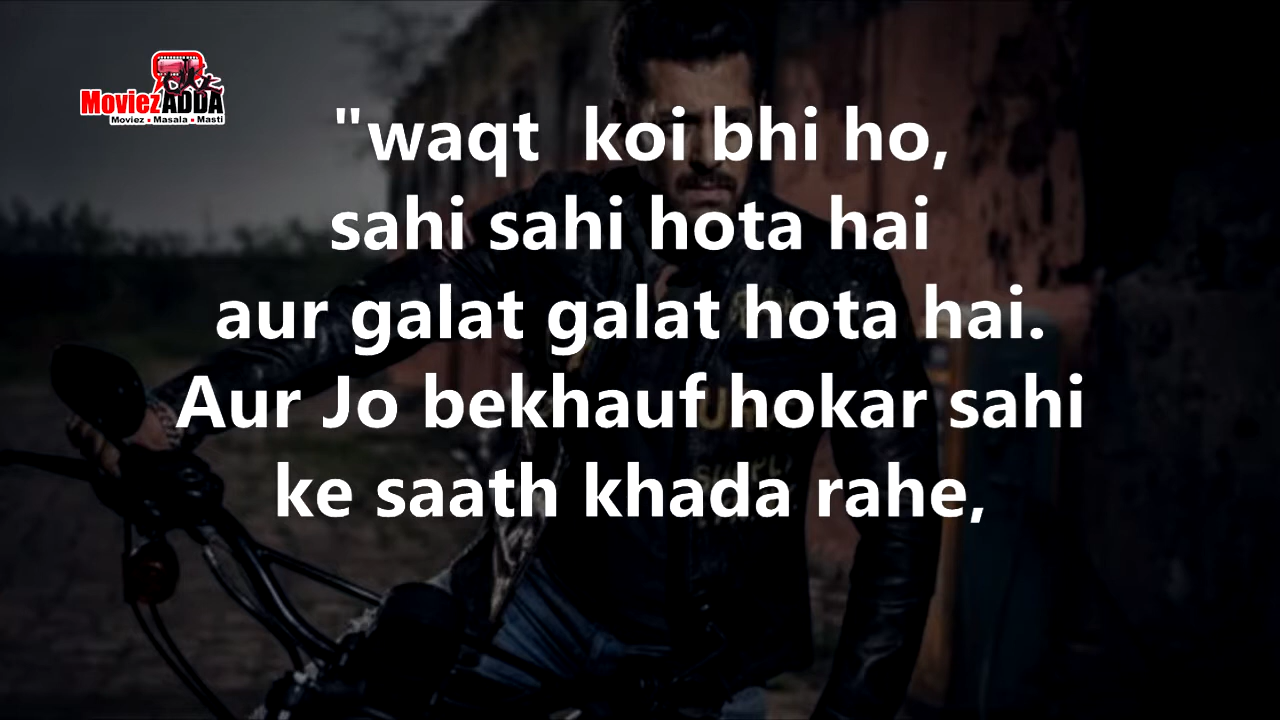 Moviez ADDA
Moviez • Masala • Masti
"waqt koi bhi ho,
sahi sahi hota hai
aur galat galat hota hai.
Aur Jo bekhauf hokar sahi
ke saath khada rahe,